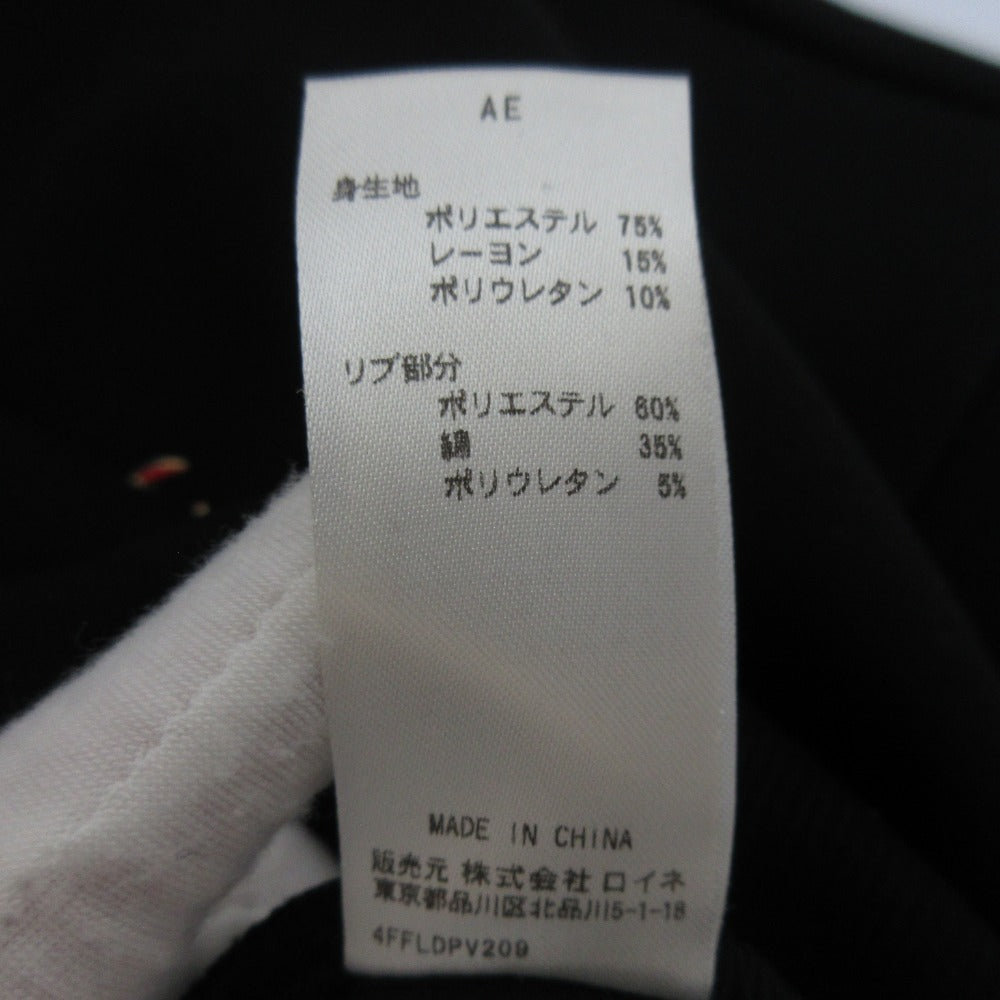 AE
身生地
ポリエステル 75%
レーヨン 15%
ポリウレタン 10%
リブ部分
ポリエステル 60%
綿 35%
ポリウレタン 5%
MADE IN CHINA
販売元 株式会社 ロイネ
東京都品川区北品川5-1-18
4FFLDPV209